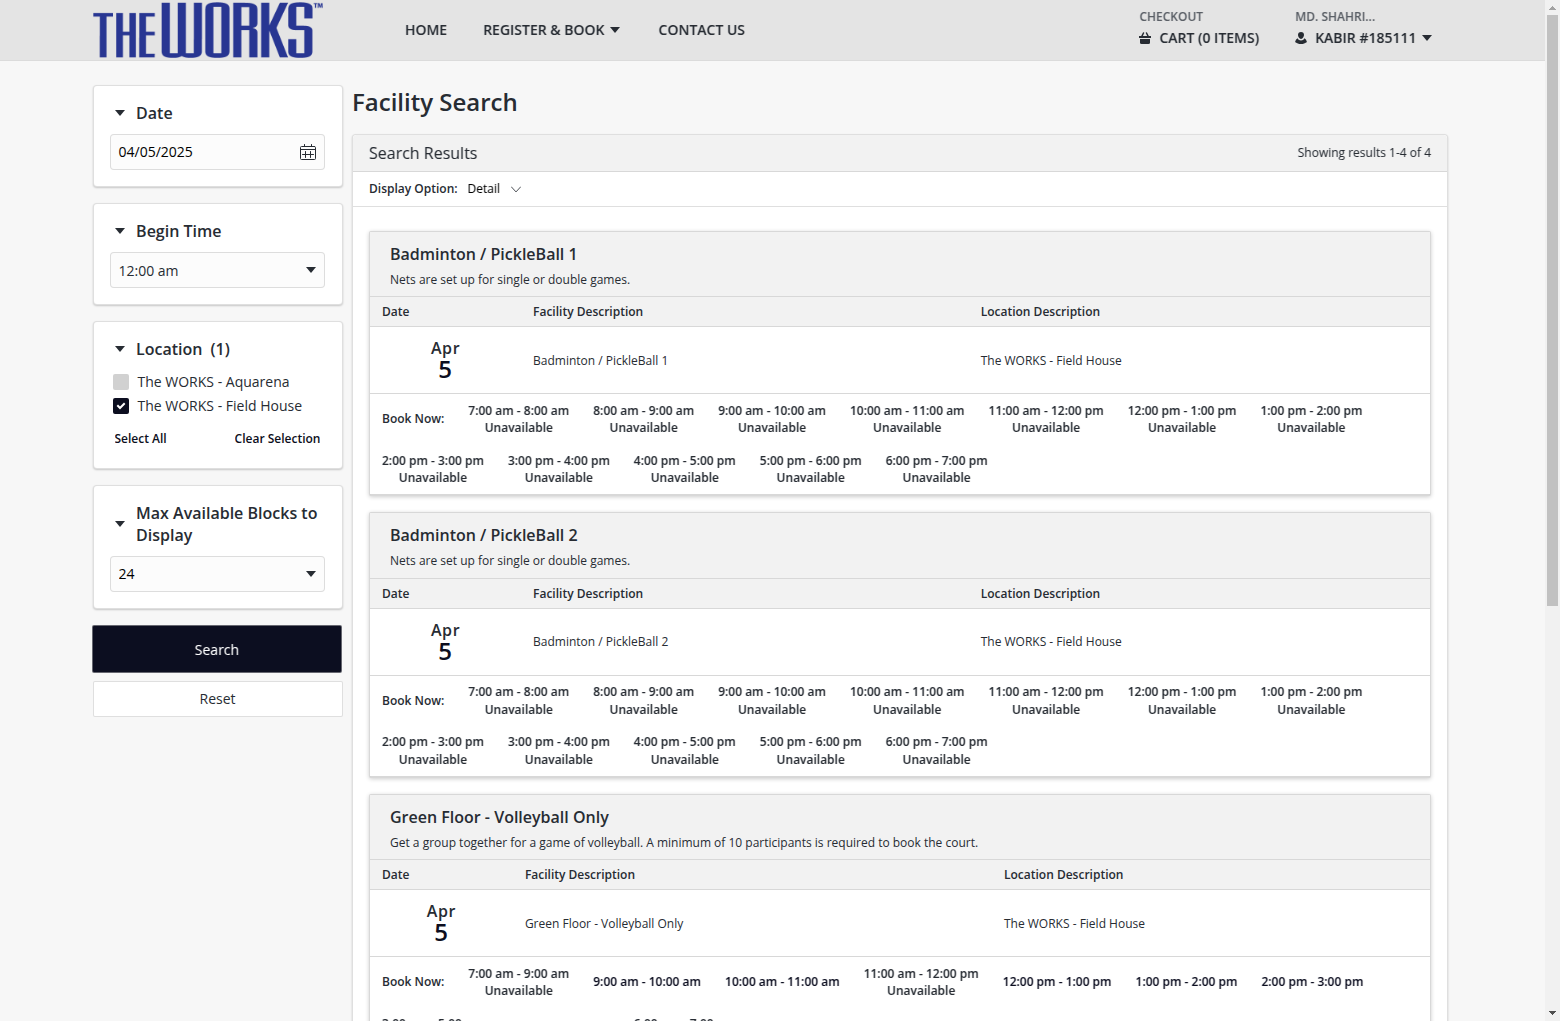 THE WORKS™
HOME
REGISTER & BOOK
CONTACT US
CHECKOUT
CART (0 ITEMS)
MD. SHAHRI...
KABIR #185111
Date
04/05/2025
Begin Time
12:00 am
Location (1)
The WORKS - Aquarena
The WORKS - Field House
Select All
Clear Selection
Max Available Blocks to
Display
24
Search
Reset
Facility Search
Search Results
Showing results 1-4 of 4
Display Option: Detail
Badminton / PickleBall 1
Nets are set up for single or double games.
Date Facility Description Location Description
Apr
5
Badminton / PickleBall 1
The WORKS - Field House
Book Now:
7:00 am - 8:00 am 8:00 am - 9:00 am 9:00 am - 10:00 am 10:00 am - 11:00 am 11:00 am - 12:00 pm 12:00 pm - 1:00 pm 1:00 pm - 2:00 pm
Unavailable Unavailable Unavailable Unavailable Unavailable Unavailable Unavailable
2:00 pm - 3:00 pm 3:00 pm - 4:00 pm 4:00 pm - 5:00 pm 5:00 pm - 6:00 pm 6:00 pm - 7:00 pm
Unavailable Unavailable Unavailable Unavailable Unavailable
Badminton / PickleBall 2
Nets are set up for single or double games.
Date Facility Description Location Description
Apr
5
Badminton / PickleBall 2
The WORKS - Field House
Book Now:
7:00 am - 8:00 am 8:00 am - 9:00 am 9:00 am - 10:00 am 10:00 am - 11:00 am 11:00 am - 12:00 pm 12:00 pm - 1:00 pm 1:00 pm - 2:00 pm
Unavailable Unavailable Unavailable Unavailable Unavailable Unavailable Unavailable
2:00 pm - 3:00 pm 3:00 pm - 4:00 pm 4:00 pm - 5:00 pm 5:00 pm - 6:00 pm 6:00 pm - 7:00 pm
Unavailable Unavailable Unavailable Unavailable Unavailable
Green Floor - Volleyball Only
Get a group together for a game of volleyball. A minimum of 10 participants is required to book the court.
Date Facility Description Location Description
Apr
5
Green Floor - Volleyball Only
The WORKS - Field House
Book Now:
7:00 am - 9:00 am
Unavailable
9:00 am - 10:00 am
10:00 am - 11:00 am
11:00 am - 12:00 pm
Unavailable
12:00 pm - 1:00 pm
1:00 pm - 2:00 pm
2:00 pm - 3:00 pm